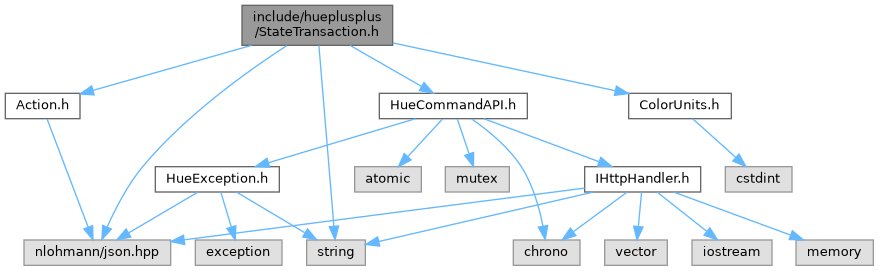 include/hueplusplus
/StateTransaction.h
Action.h
HueCommandAPI.h
ColorUnits.h
HueException.h
atomic
mutex
IHttpHandler.h
cstdint
nlohmann/json.hpp
exception
string
chrono
vector
iostream
memory